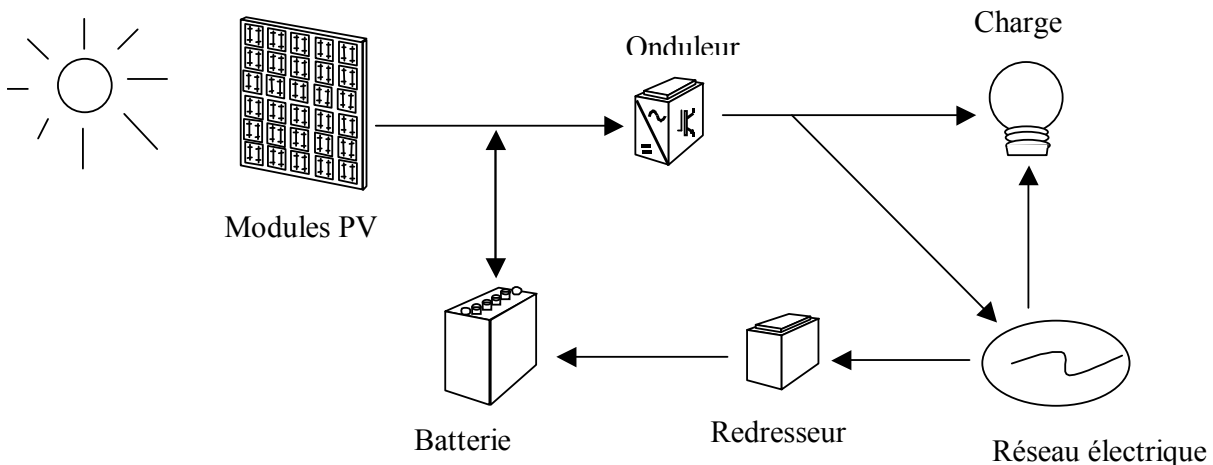 Charge
Onduleur
Modules PV
Batterie
Redresseur
Réseau électrique